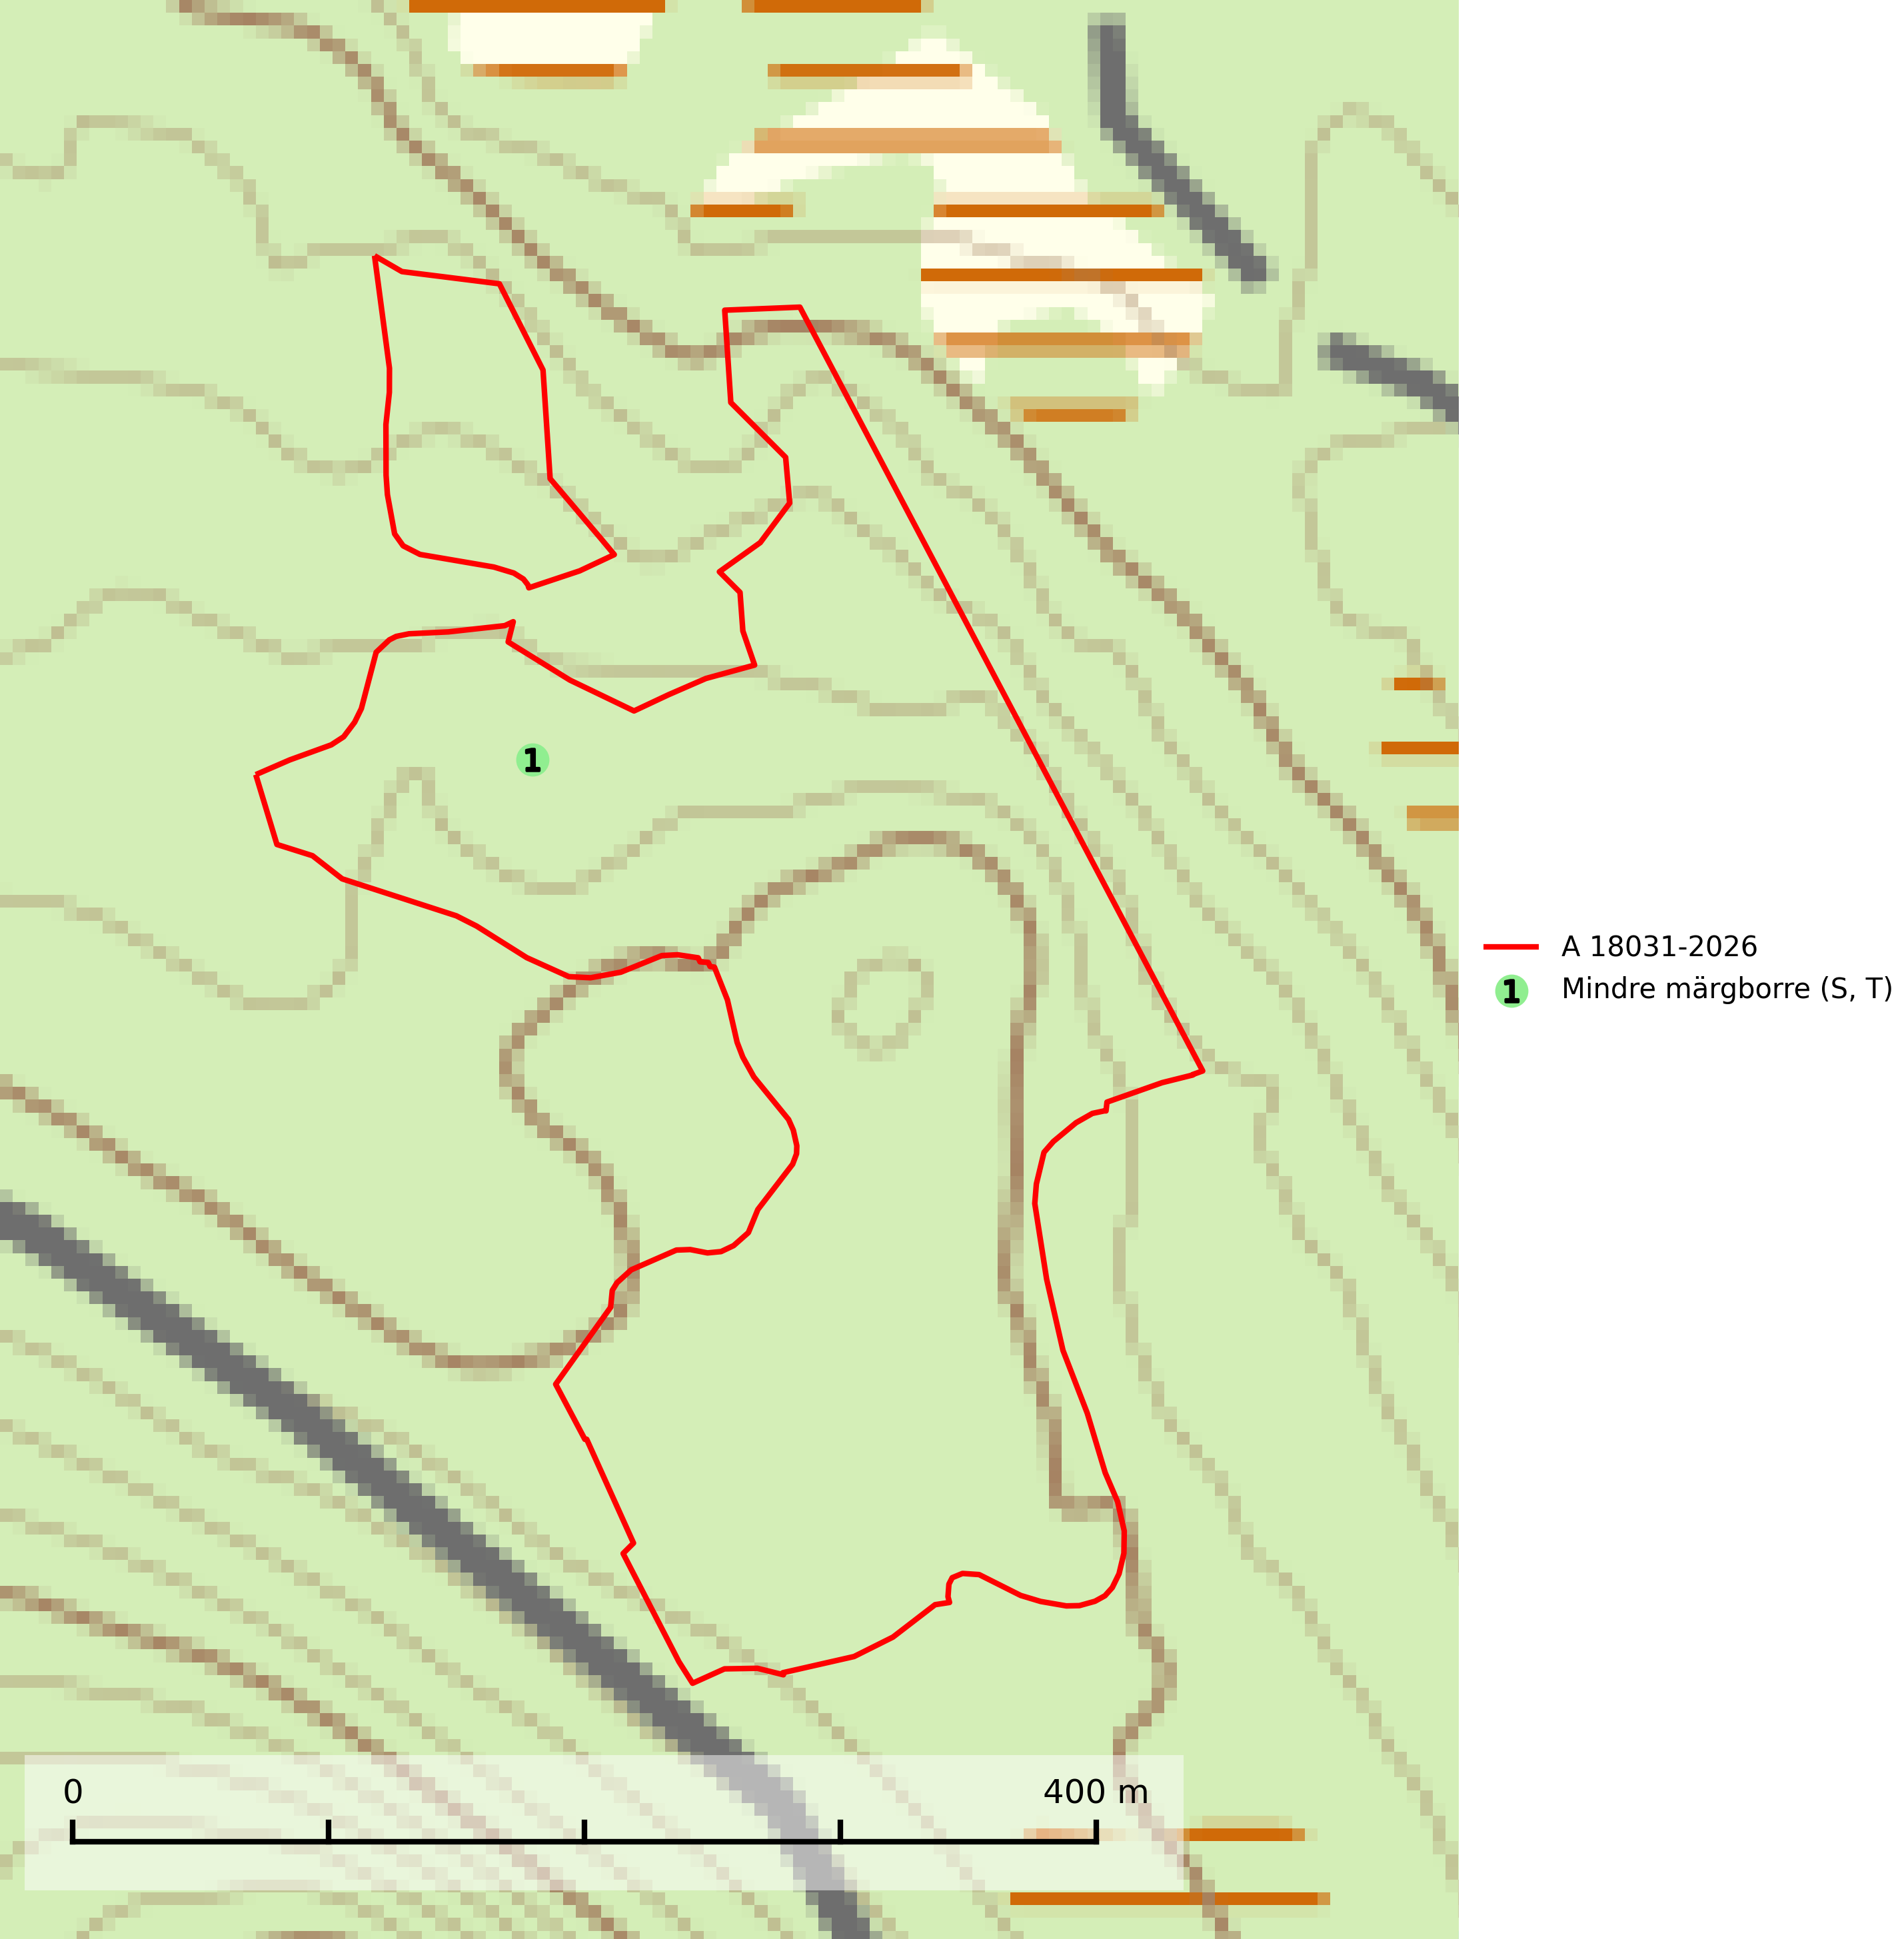 1
A 18031-2026
1 Mindre märgborre (S, T)
0 400 m